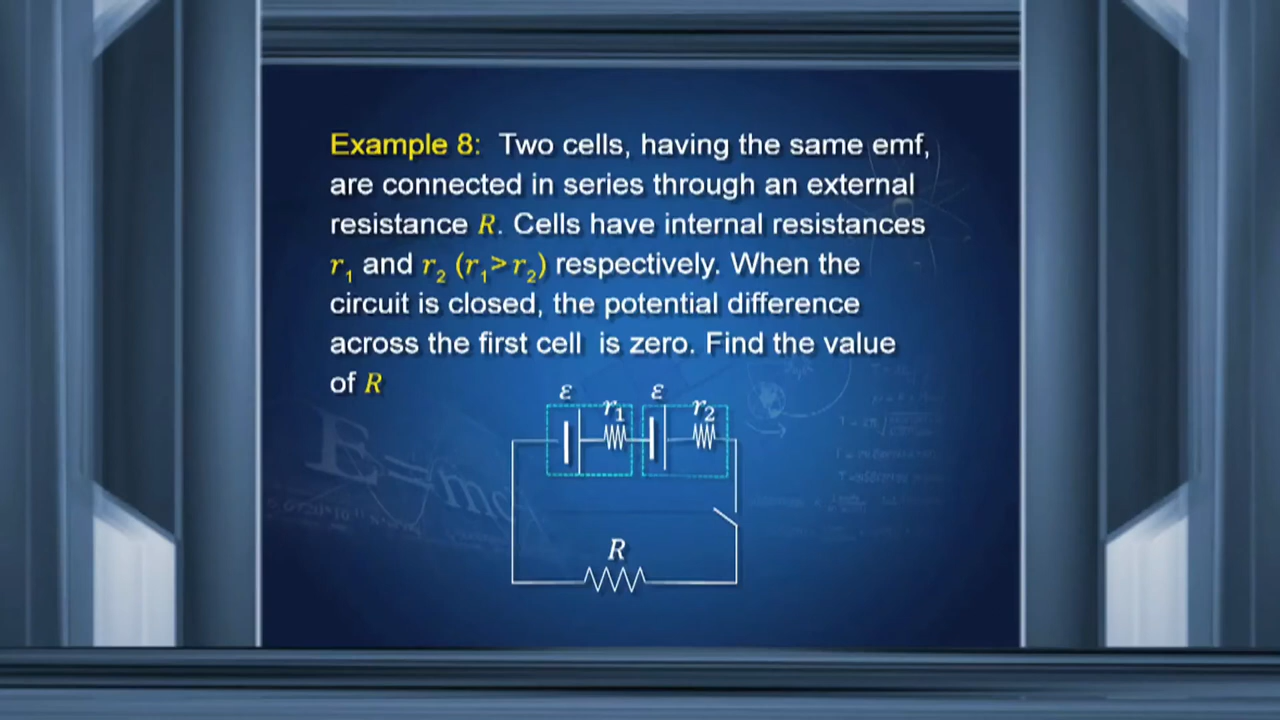 Example 8: Two cells, having the same emf,
are connected in series through an external
resistance R. Cells have internal resistances
r₁ and r₂ (r₁> r₂) respectively. When the
circuit is closed, the potential difference
across the first cell is zero. Find the value
of R
ε ε
r₁ r₂
R
E=mc